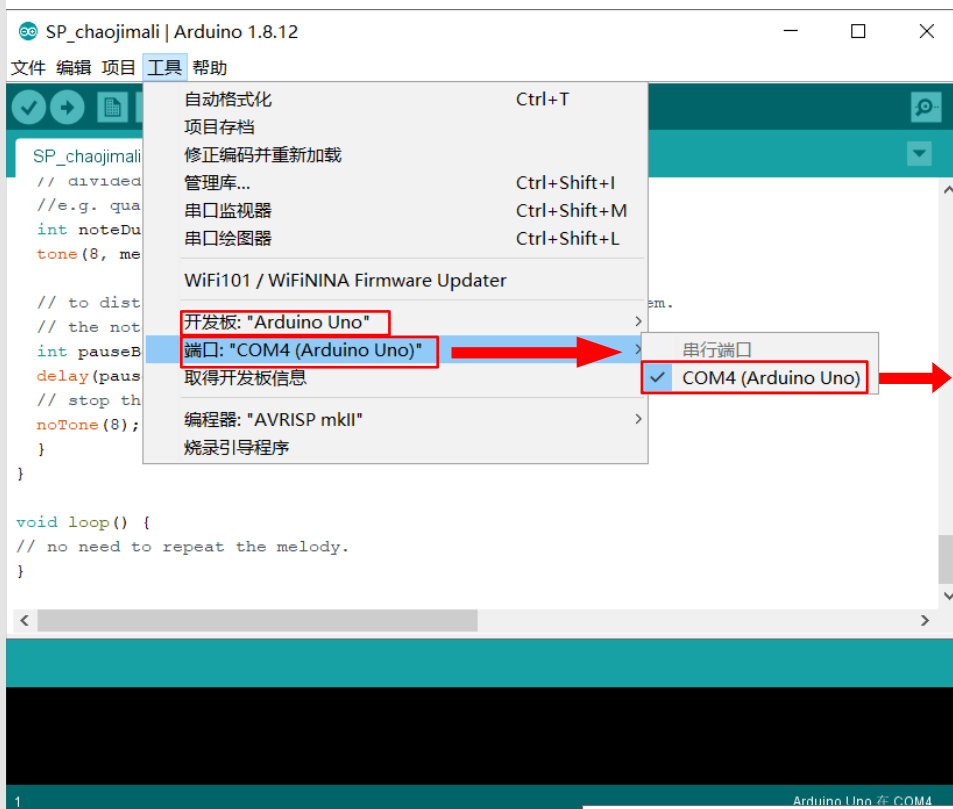 SP_chaojimali | Arduino 1.8.12
文件 编辑 项目 工具 帮助
自动格式化 Ctrl+T
项目存档
修正编码并重新加载
管理库... Ctrl+Shift+I
串口监视器 Ctrl+Shift+M
串口绘图器 Ctrl+Shift+L
WiFi101 / WiFiNINA Firmware Updater
开发板: "Arduino Uno"
端口: "COM4 (Arduino Uno)"
取得开发板信息
编程器: "AVRISP mkII"
烧录引导程序
串行端口
COM4 (Arduino Uno)
SP_chaojimali
// divided
//e.g. qua
int noteDu
tone(8, me
// to dist
em.
// the not
int pauseB
delay(paus
// stop th
noTone(8);
}
}
void loop() {
// no need to repeat the melody.
}
1
Arduino Uno 在 COM4